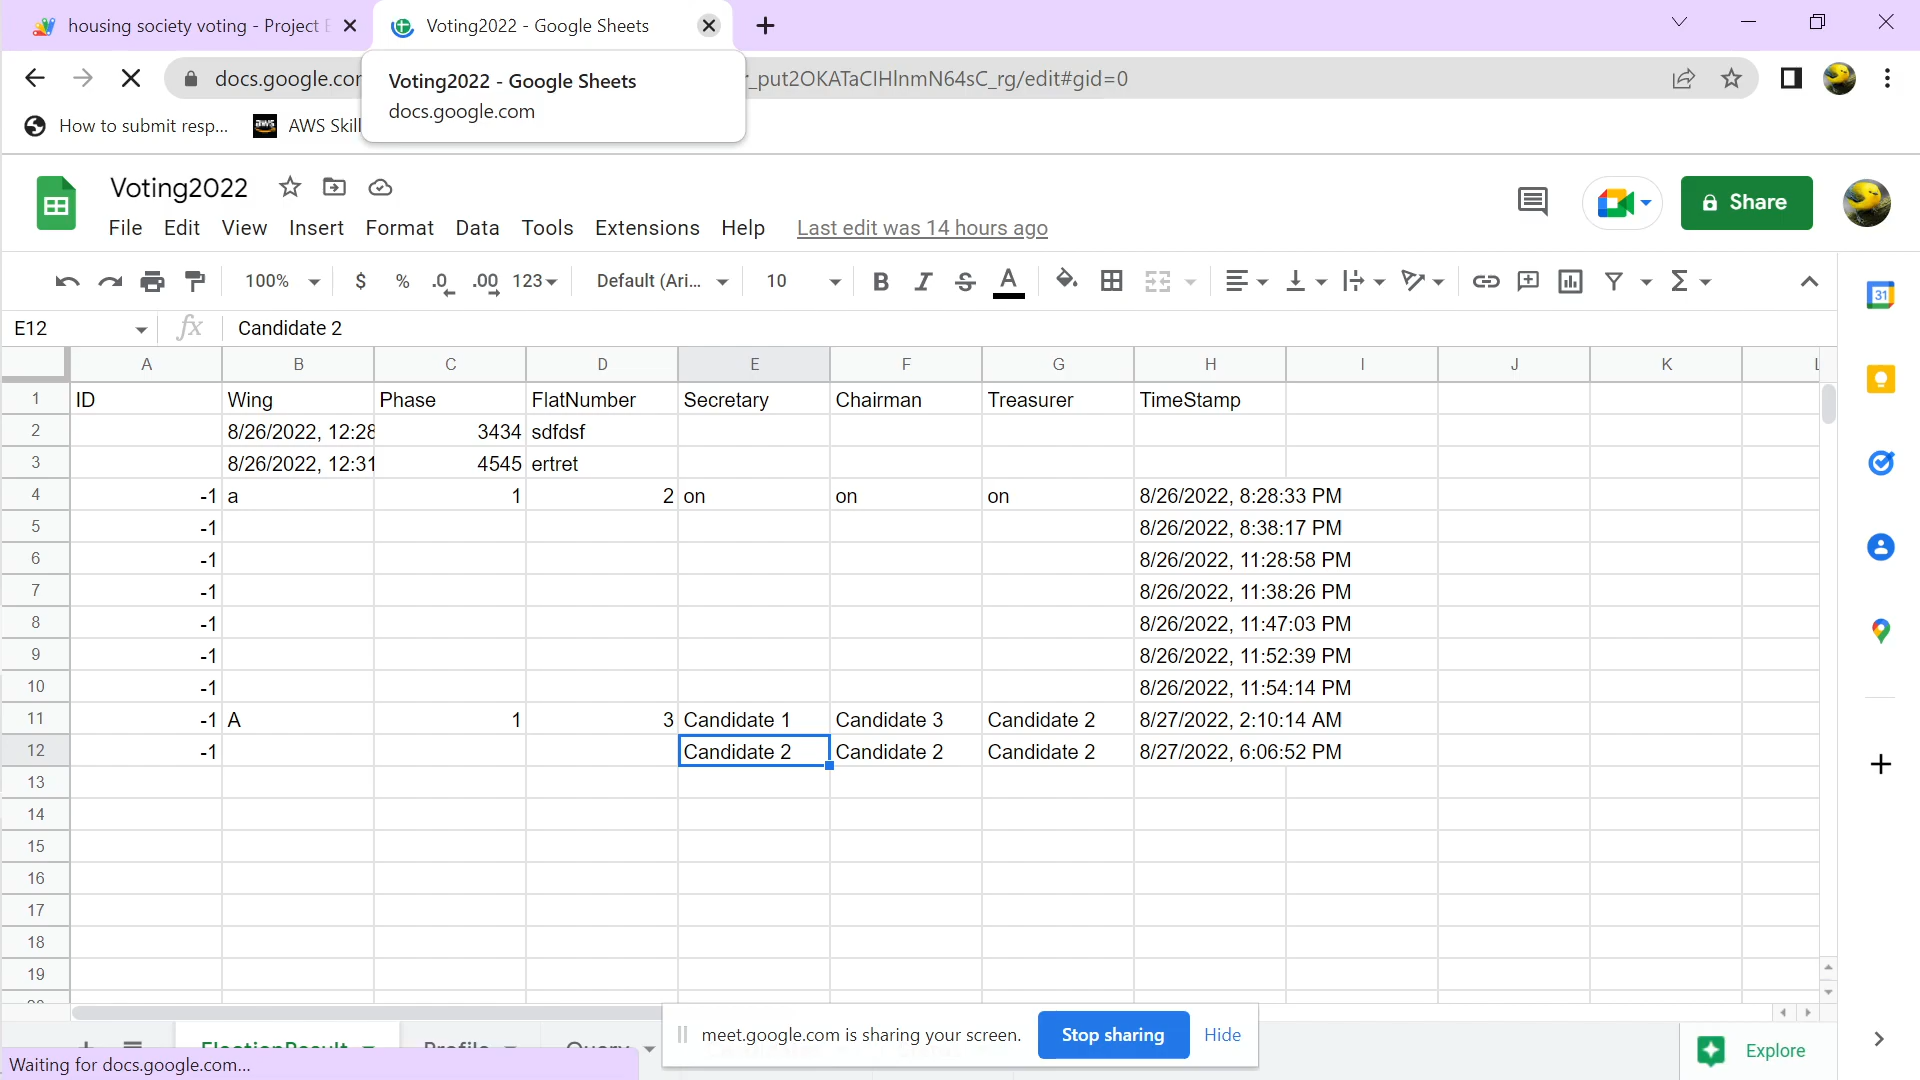 housing society voting - Project E
Voting2022 - Google Sheets
docs.google.com
_put2OKATaCIHlnmN64sC_rg/edit#gid=0
Voting2022 - Google Sheets
docs.google.com
How to submit resp...
aws AWS Skill
Voting2022
Share
File Edit View Insert Format Data Tools Extensions Help Last edit was 14 hours ago
100% $ % .0 .00 123 Default (Ari... 10 B I S A Σ
31
E12 fx Candidate 2
A B C D E F G H I J K L
1 ID Wing Phase FlatNumber Secretary Chairman Treasurer TimeStamp
2 8/26/2022, 12:28 3434 sdfdsf
3 8/26/2022, 12:31 4545 ertret
4 -1 a 1 2 on on on 8/26/2022, 8:28:33 PM
5 -1 8/26/2022, 8:38:17 PM
6 -1 8/26/2022, 11:28:58 PM
7 -1 8/26/2022, 11:38:26 PM
8 -1 8/26/2022, 11:47:03 PM
9 -1 8/26/2022, 11:52:39 PM
10 -1 8/26/2022, 11:54:14 PM
11 -1 A 1 3 Candidate 1 Candidate 3 Candidate 2 8/27/2022, 2:10:14 AM
12 -1 Candidate 2 Candidate 2 Candidate 2 8/27/2022, 6:06:52 PM
13
14
15
16
17
18
19
20
ElectionResult Profile Query
meet.google.com is sharing your screen. Stop sharing Hide
Explore
Waiting for docs.google.com...